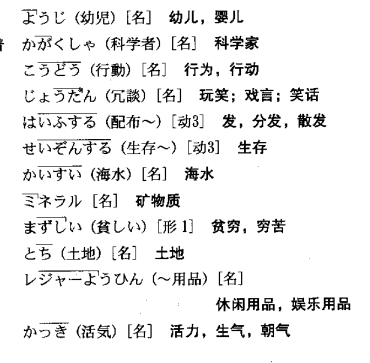 ようじ（幼児）［名］ 幼儿，婴儿
かがくしゃ（科学者）［名］ 科学家
こうどう（行動）［名］ 行为，行动
じょうだん（冗談）［名］ 玩笑；戏言；笑话
はいふする（配布～）［动3］ 发，分发，散发
せいぞんする（生存～）［动3］ 生存
かいすい（海水）［名］ 海水
ミネラル［名］ 矿物质
まずしい（貧しい）［形1］ 贫穷，穷苦
とち（土地）［名］ 土地
レジャーようひん（～用品）［名］
休闲用品，娱乐用品
かっき（活気）［名］ 活力，生气，朝气